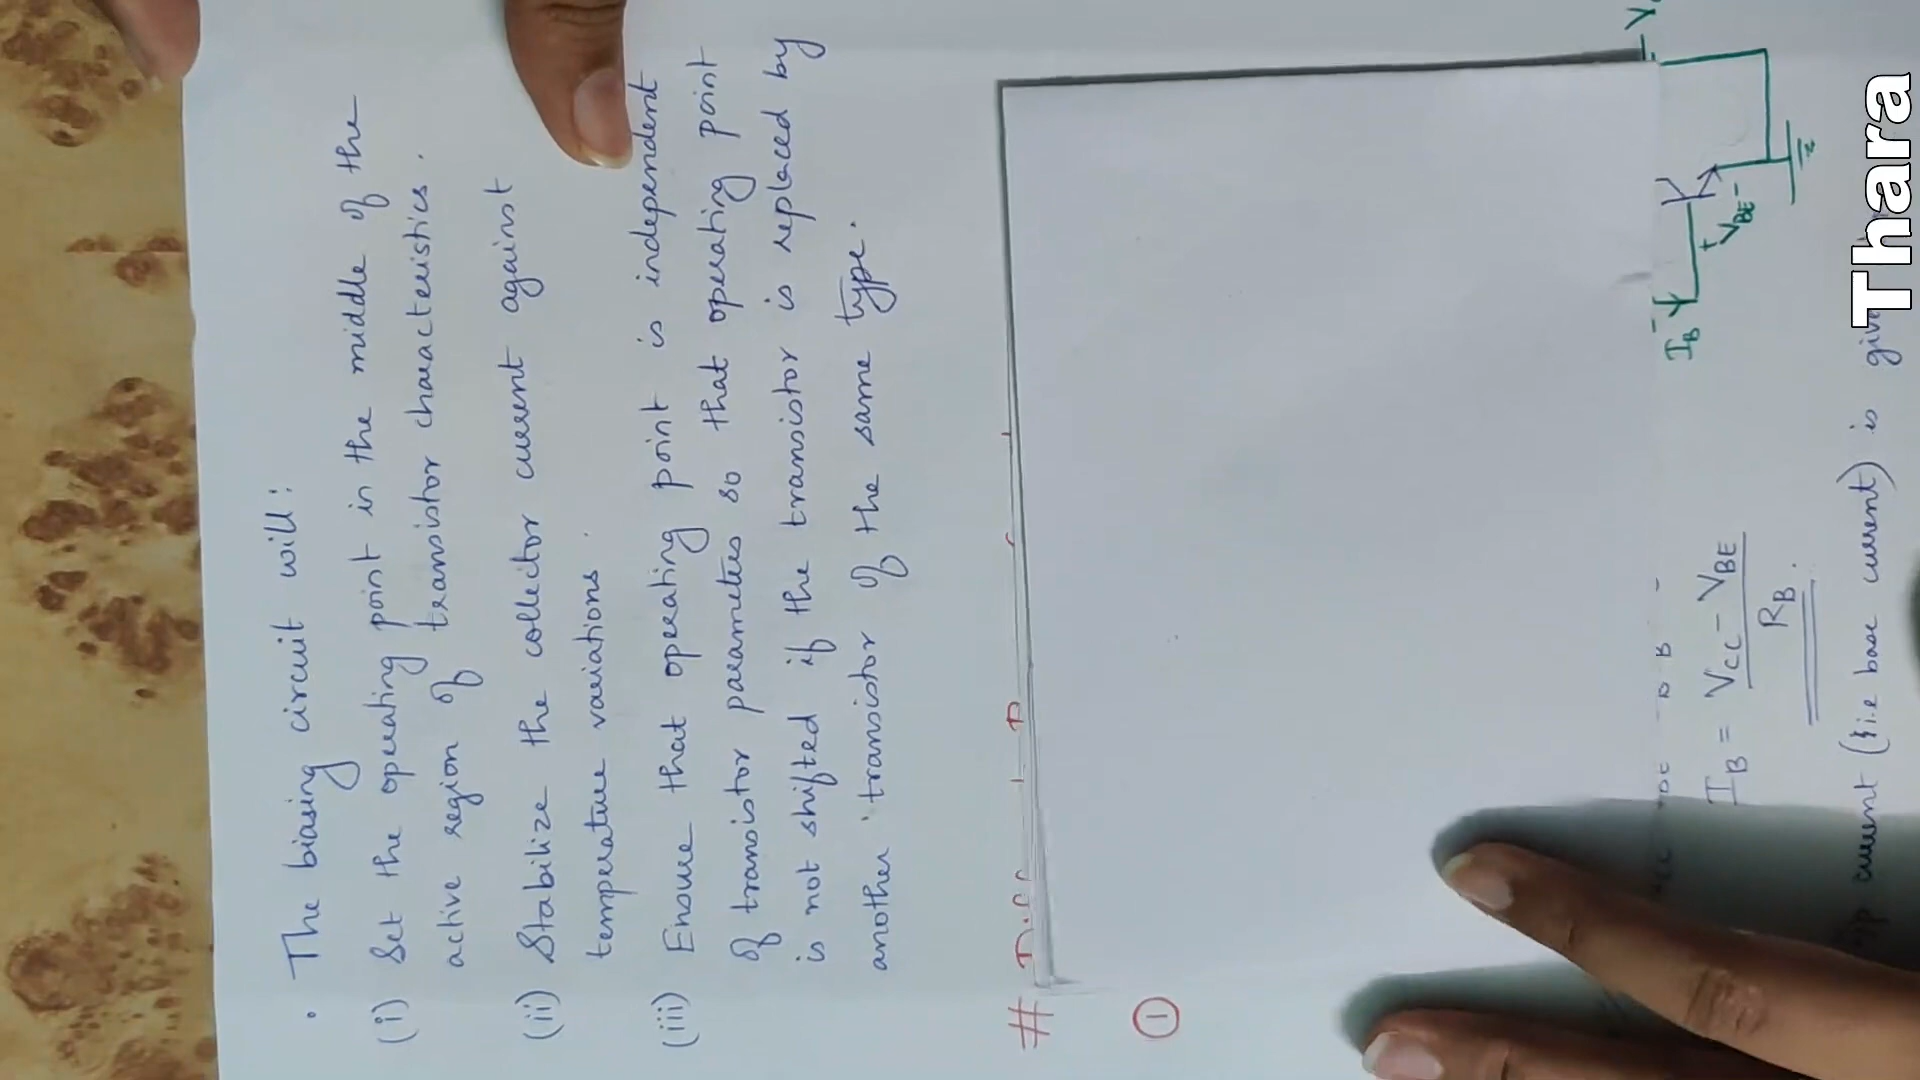 • The biasing circuit will:
(i) Set the operating point in the middle of the
active region of transistor characteristics.
(ii) Stabilize the collector current against
temperature variations.
(iii) Ensure that operating point is independent
of transistor parameters so that operating point
is not shifted if the transistor is replaced by
another transistor of the same type.
#
①
I_B
+ V_BE -
I_B = V_CC - V_BE
R_B.
current (i.e base current) is
Thara